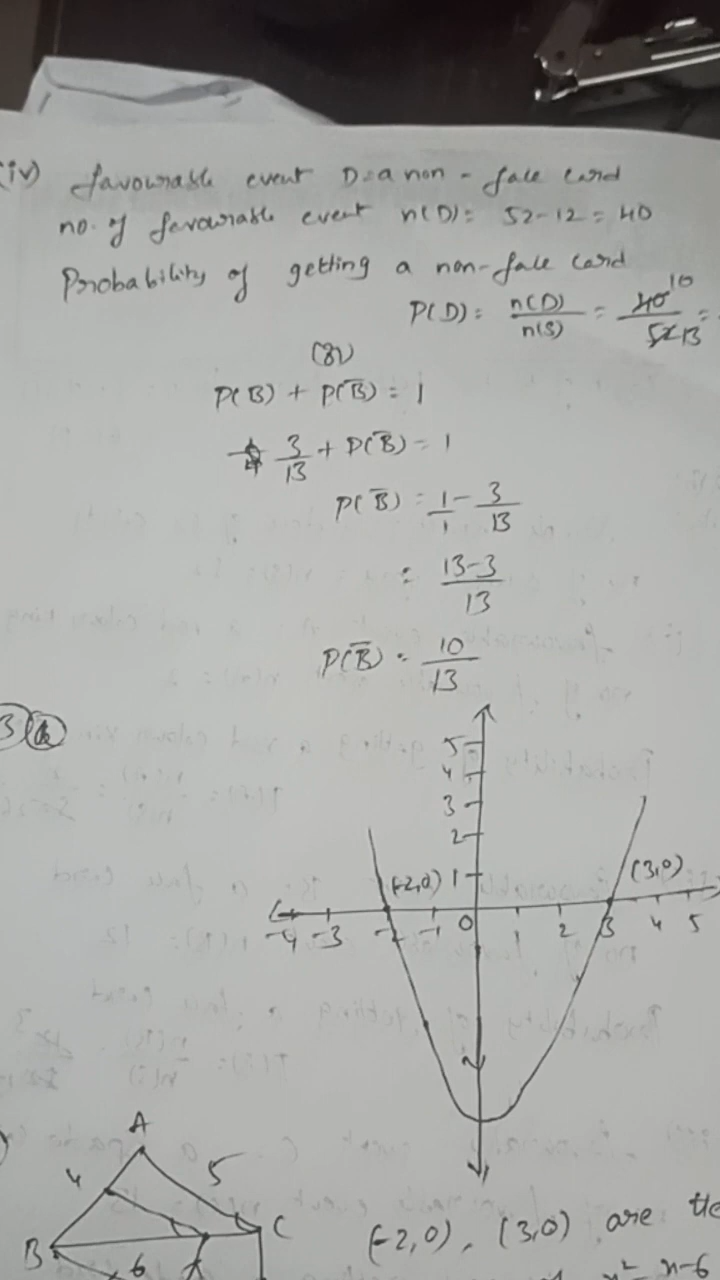 (iv) favourable event D = a non-face card
no. of favourable event n(D) = 52-12 = 40
Probability of getting a non-face card
P(D) = n(D)/n(S) = 40 10/52 13 =
(or)
P(B) + P(B̅) = 1
3/13 + P(B̅) = 1
P(B̅) = 1/1 - 3/13
= 13-3/13
P(B̅) = 10/13
3
5
4
3
2
(-2,0) 1 (3,0)
-4 -3 -2 -1 0 1 2 3 4 5
A
4 5
B C
6
(-2,0), (3,0) are the
x² x-6